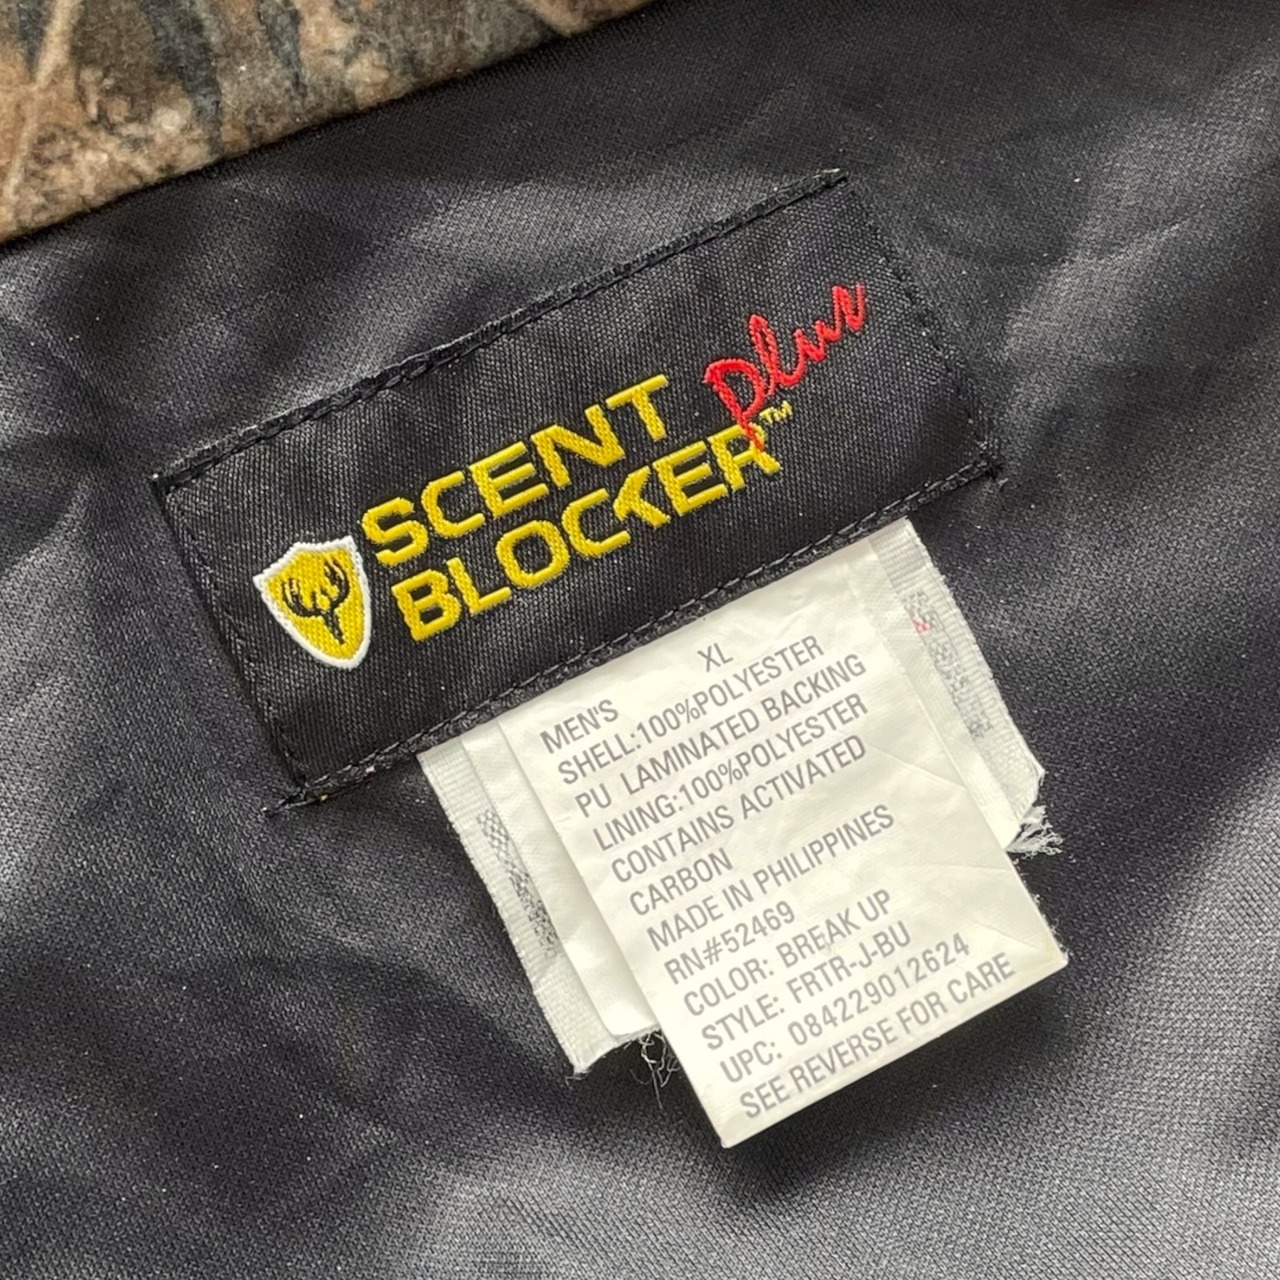 SCENT
BLOCKER™
plus
MEN'S XL
SHELL:100%POLYESTER
PU LAMINATED BACKING
LINING:100%POLYESTER
CONTAINS ACTIVATED
CARBON
MADE IN PHILIPPINES
RN#52469
COLOR: BREAK UP
STYLE: FRTR-J-BU
UPC: 084229012624
SEE REVERSE FOR CARE